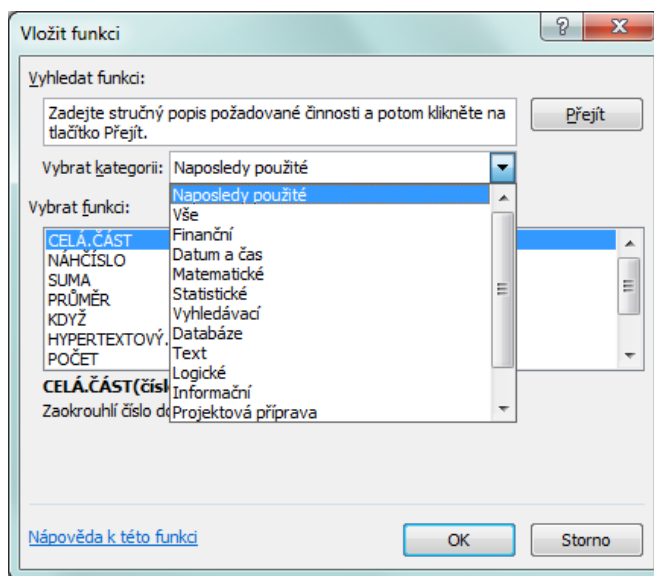 Vložit funkci
Vyhledat funkci:
Zadejte stručný popis požadované činnosti a potom klikněte na
tlačítko Přejít.
Přejít
Vybrat kategorii: Naposledy použité
Naposledy použité
Vše
Finanční
Datum a čas
Matematické
Statistické
Vyhledávací
Databáze
Text
Logické
Informační
Projektová příprava
Vybrat funkci:
CELÁ.ČÁST
NÁHČÍSLO
SUMA
PRŮMĚR
KDYŽ
HYPERTEXTOVÝ.
POČET
CELÁ.ČÁST(čísl
Zaokrouhlí číslo do
Nápověda k této funkci
OK
Storno